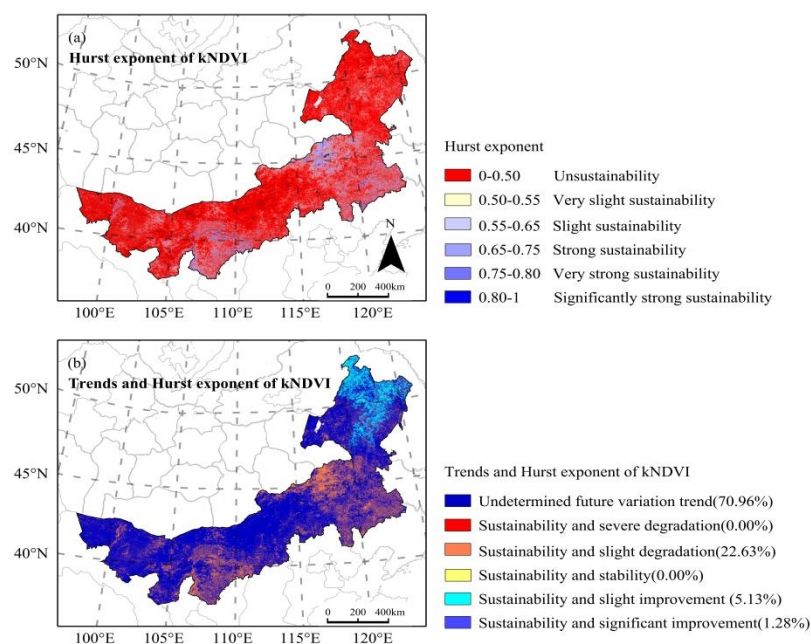 (a)
Hurst exponent of kNDVI
50°N
45°N
40°N
N
0 200 400km
100°E 105°E 110°E 115°E 120°E
Hurst exponent
0-0.50 Unsustainability
0.50-0.55 Very slight sustainability
0.55-0.65 Slight sustainability
0.65-0.75 Strong sustainability
0.75-0.80 Very strong sustainability
0.80-1 Significantly strong sustainability
(b)
Trends and Hurst exponent of kNDVI
50°N
45°N
40°N
0 200 400km
100°E 105°E 110°E 115°E 120°E
Trends and Hurst exponent of kNDVI
Undetermined future variation trend(70.96%)
Sustainability and severe degradation(0.00%)
Sustainability and slight degradation(22.63%)
Sustainability and stability(0.00%)
Sustainability and slight improvement (5.13%)
Sustainability and significant improvement(1.28%)